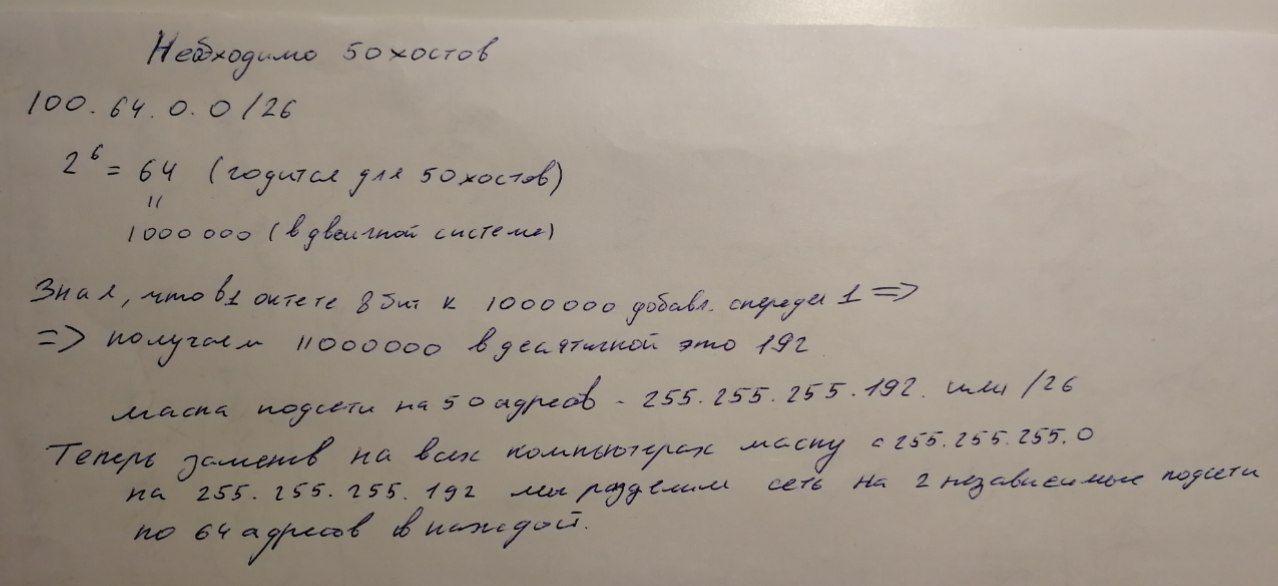 Необходимо 50 хостов
100.64.0.0/26
2⁶ = 64 (годится для 50 хостов)
"
1000000 (в двоичной системе)
Зная, что в 1 октете 8 бит к 1000000 добавл. спереди 1 =>
=> получаем 11000000 в десятичной это 192
маска подсети на 50 адресов - 255.255.255.192. или /26
Теперь заменив на всех компьютерах маску с 255.255.255.0
на 255.255.255.192 мы разделим сеть на 2 независимые подсети
по 64 адресов в каждой.